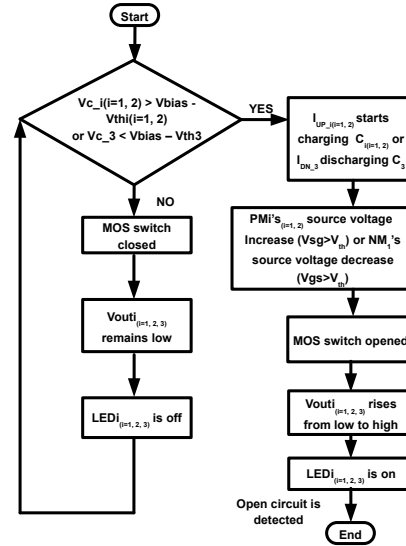 Start
Vc_i(i=1, 2) > Vbias -
Vthi(i=1, 2)
or Vc_3 < Vbias – Vth3
YES
NO
MOS switch
closed
Vouti(i=1, 2, 3)
remains low
LEDi(i=1, 2, 3) is off
IUP_i(i=1, 2) starts
charging Ci(i=1, 2) or
IDN_3 discharging C3
PMi's(i=1, 2) source voltage
Increase (Vsg>Vth) or NM1's
source voltage decrease
(Vgs>Vth)
MOS switch opened
Vouti(i=1, 2, 3) rises
from low to high
LEDi(i=1, 2, 3) is on
Open circuit is
detected
End